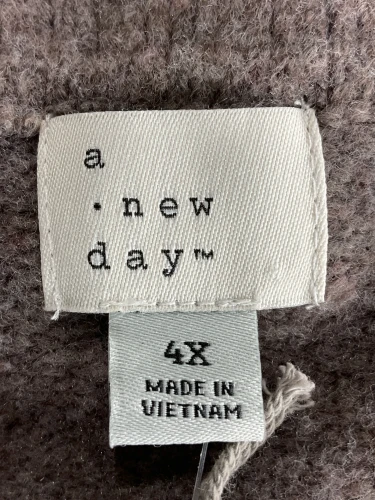 a
· new
day™
4X
MADE IN
VIETNAM